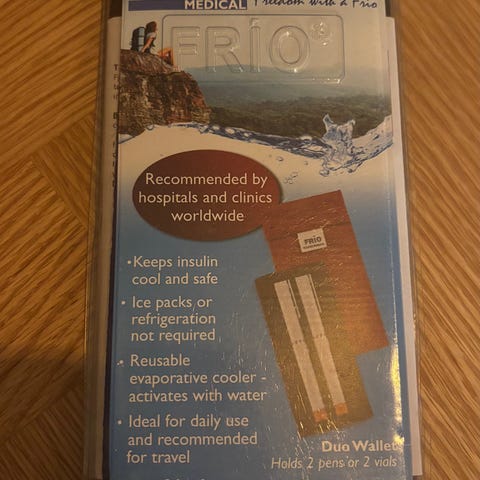 MEDICAL Freedom with a Frio
FRÍO®
Recommended by
hospitals and clinics
worldwide
FRÍO
•Keeps insulin
cool and safe
• Ice packs or
refrigeration
not required
• Reusable
evaporative cooler -
activates with water
• Ideal for daily use
and recommended
for travel
Duo Wallet
Holds 2 pens or 2 vials